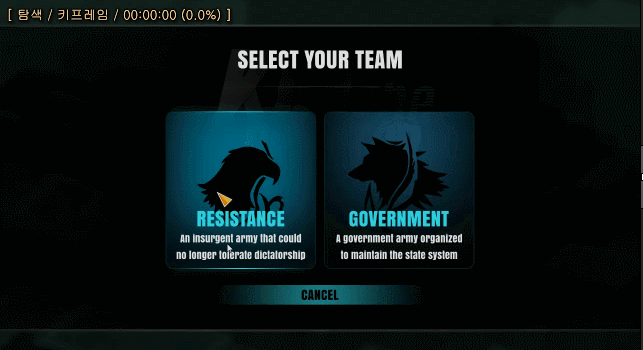 [ 탐색 / 키프레임 / 00:00:00 (0.0%) ]
SELECT YOUR TEAM
RESISTANCE
An insurgent army that could
no longer tolerate dictatorship
GOVERNMENT
A government army organized
to maintain the state system
CANCEL